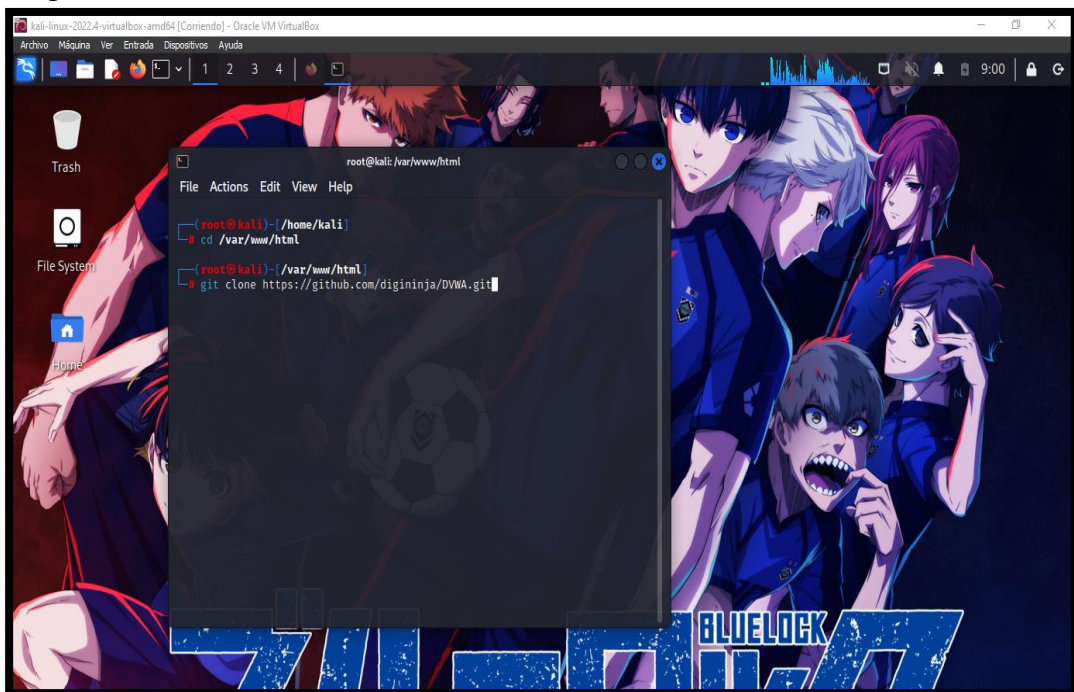 kali-linux-2022.4-virtualbox-amd64 [Corriendo] - Oracle VM VirtualBox
Archivo Máquina Ver Entrada Dispositivos Ayuda
1 2 3 4
9:00
Trash
File System
Home
root@kali: /var/www/html
File Actions Edit View Help
┌──(root㉿kali)-[/home/kali]
└─# cd /var/www/html
┌──(root㉿kali)-[/var/www/html]
└─# git clone https://github.com/digininja/DVWA.git
BLUELOCK